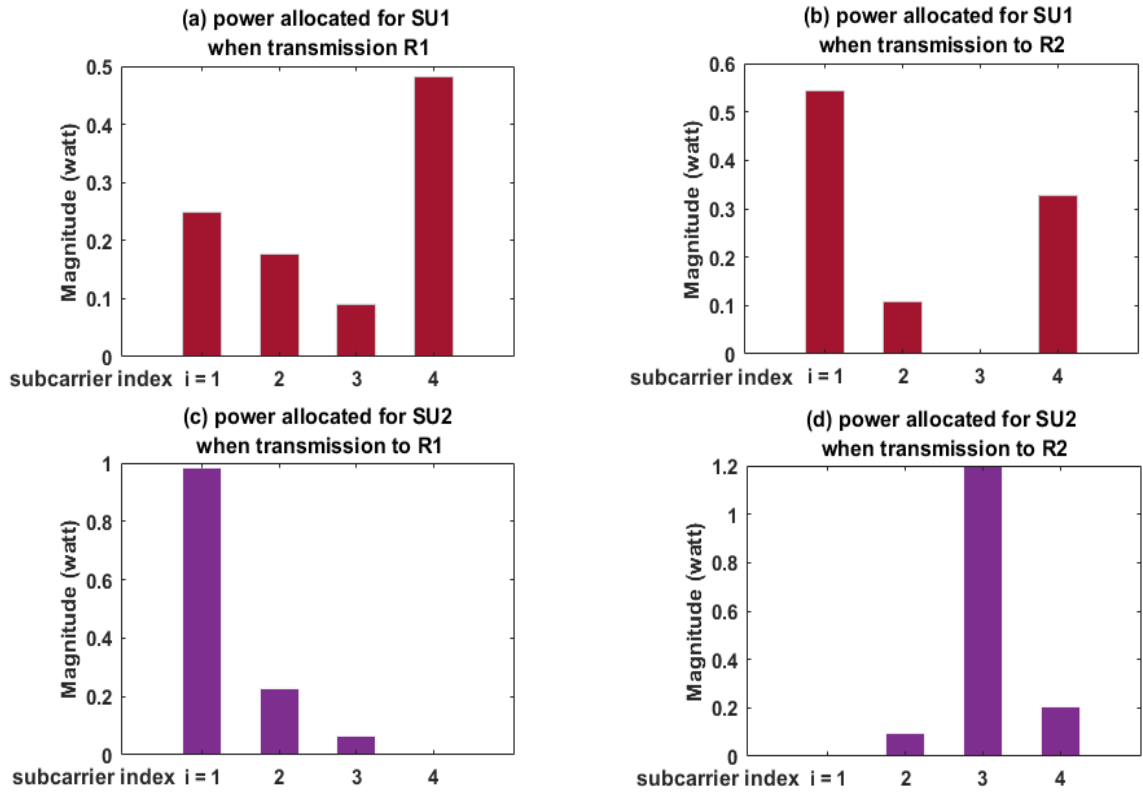 (a) power allocated for SU1
when transmission R1
0.5
0.4
0.3
0.2
0.1
0
Magnitude (watt)
subcarrier index i = 1 2 3 4
(b) power allocated for SU1
when transmission to R2
0.6
0.5
0.4
0.3
0.2
0.1
0
Magnitude (watt)
subcarrier index i = 1 2 3 4
(c) power allocated for SU2
when transmission to R1
1
0.8
0.6
0.4
0.2
0
Magnitude (watt)
subcarrier index i = 1 2 3 4
(d) power allocated for SU2
when transmission to R2
1.2
1
0.8
0.6
0.4
0.2
0
Magnitude (watt)
subcarrier index i = 1 2 3 4